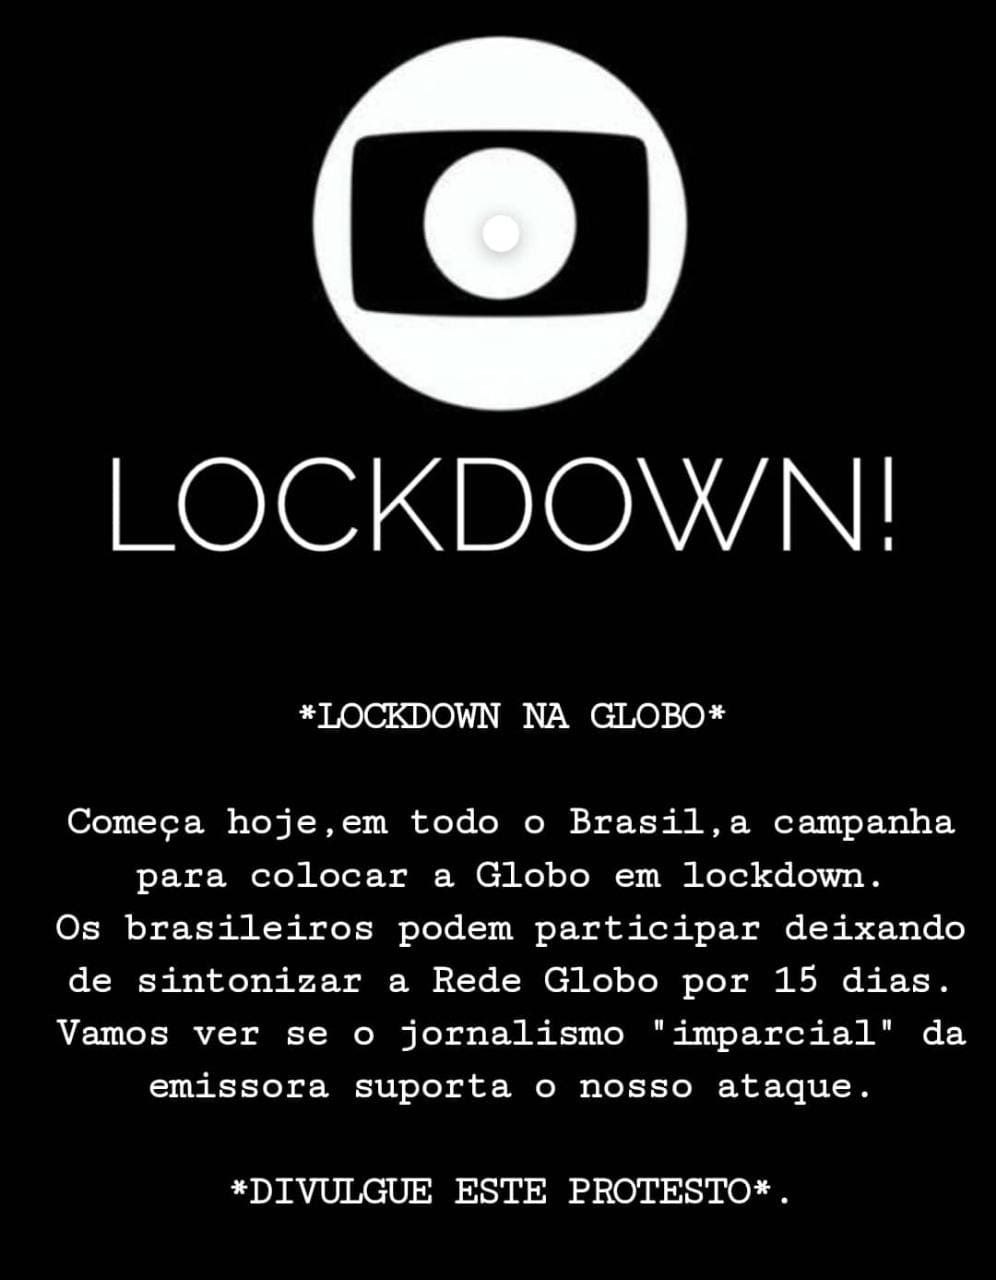 LOCKDOWN!
*LOCKDOWN NA GLOBO*
Começa hoje,em todo o Brasil,a campanha
para colocar a Globo em lockdown.
Os brasileiros podem participar deixando
de sintonizar a Rede Globo por 15 dias.
Vamos ver se o jornalismo "imparcial" da
emissora suporta o nosso ataque.
*DIVULGUE ESTE PROTESTO*.